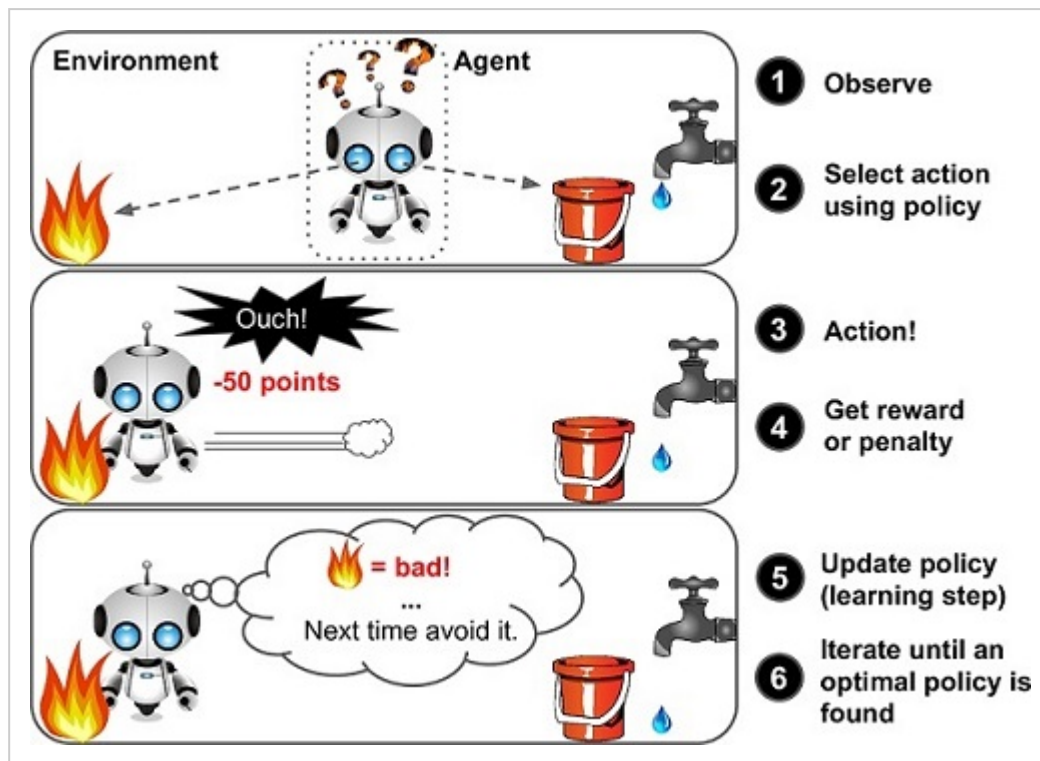 Environment
Agent
? ? ?
1 Observe
2 Select action
using policy
Ouch!
-50 points
3 Action!
4 Get reward
or penalty
= bad!
...
Next time avoid it.
5 Update policy
(learning step)
6 Iterate until an
optimal policy is
found